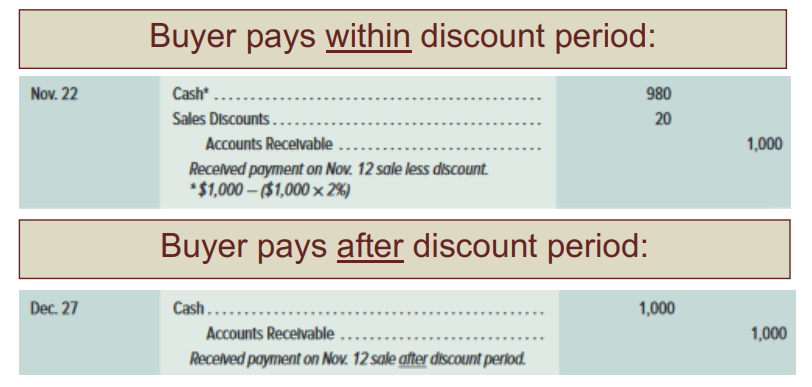 Buyer pays within discount period:
Nov. 22 Cash* ............................................. 980
Sales Discounts ..................................... 20
Accounts Receivable ............................ 1,000
Received payment on Nov. 12 sale less discount.
*$1,000 – ($1,000 × 2%)
Buyer pays after discount period:
Dec. 27 Cash ............................................. 1,000
Accounts Receivable ............................ 1,000
Received payment on Nov. 12 sale after discount period.